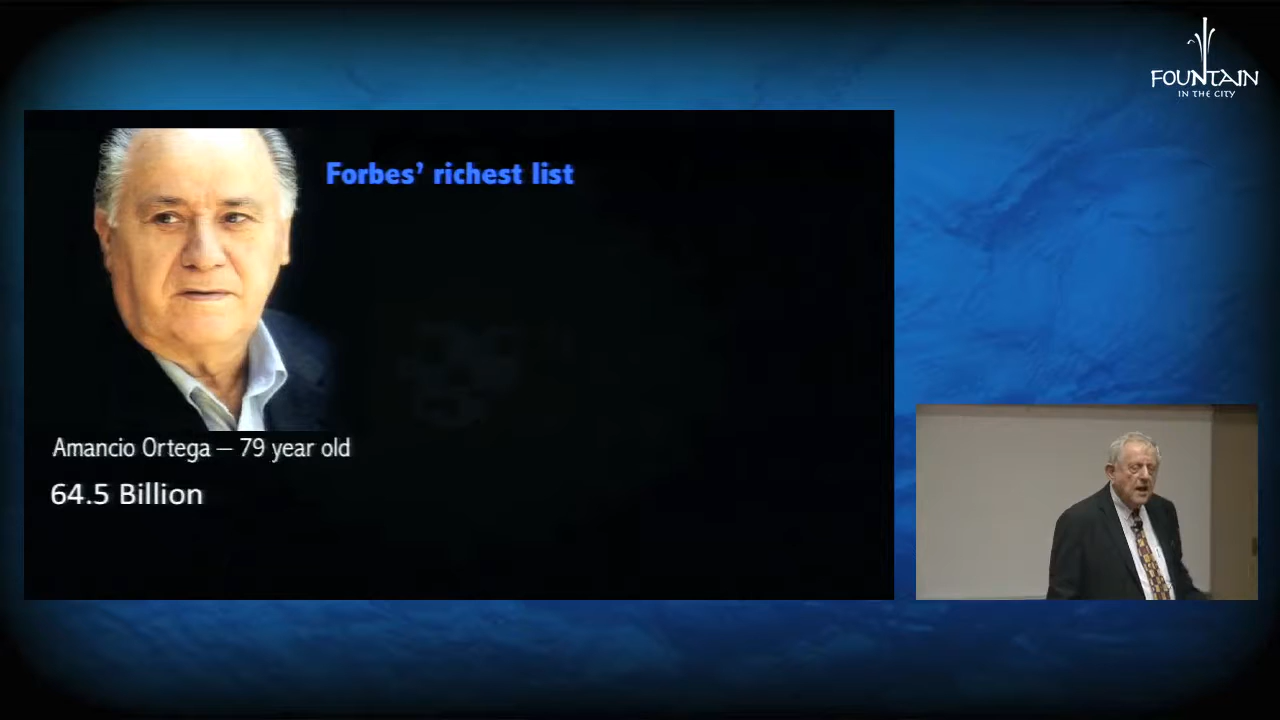 FOUNTAIN
IN THE CITY
Forbes’ richest list
Amancio Ortega – 79 year old
64.5 Billion